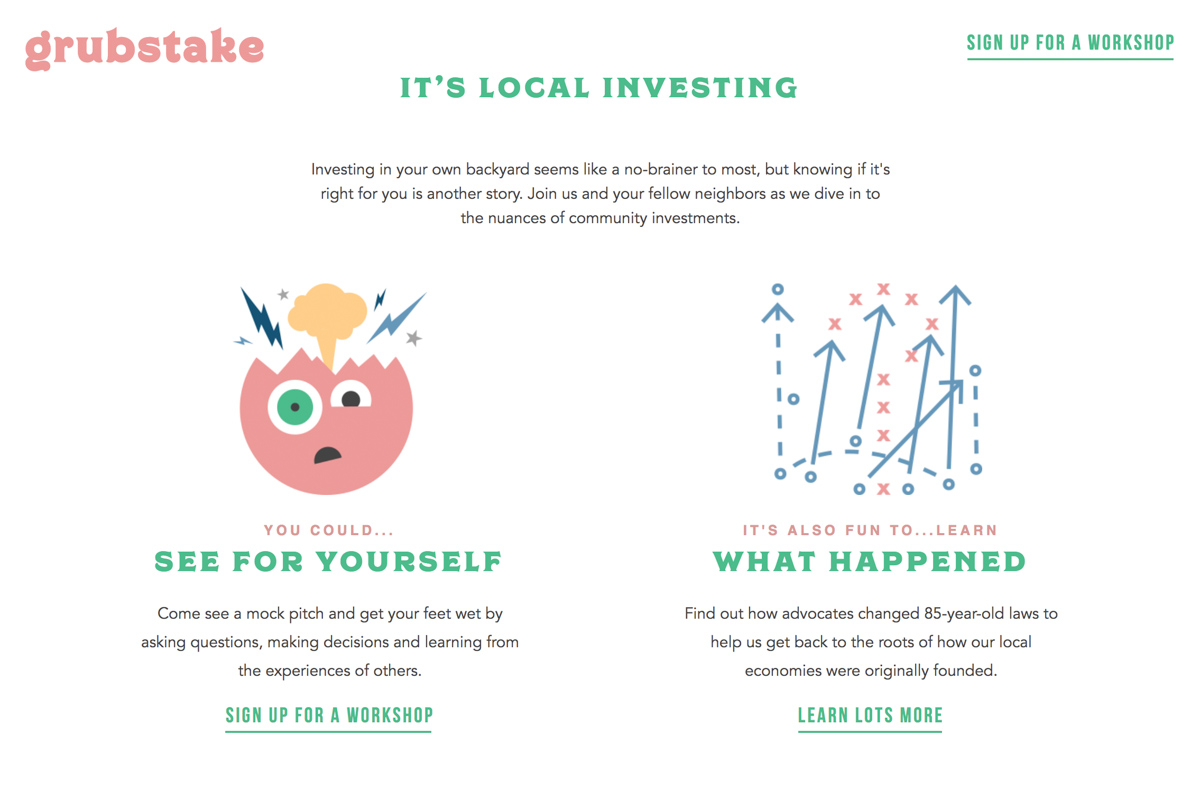 grubstake
SIGN UP FOR A WORKSHOP
IT'S LOCAL INVESTING
Investing in your own backyard seems like a no-brainer to most, but knowing if it's
right for you is another story. Join us and your fellow neighbors as we dive in to
the nuances of community investments.
YOU COULD...
SEE FOR YOURSELF
Come see a mock pitch and get your feet wet by
asking questions, making decisions and learning from
the experiences of others.
SIGN UP FOR A WORKSHOP
IT'S ALSO FUN TO...LEARN
WHAT HAPPENED
Find out how advocates changed 85-year-old laws to
help us get back to the roots of how our local
economies were originally founded.
LEARN LOTS MORE